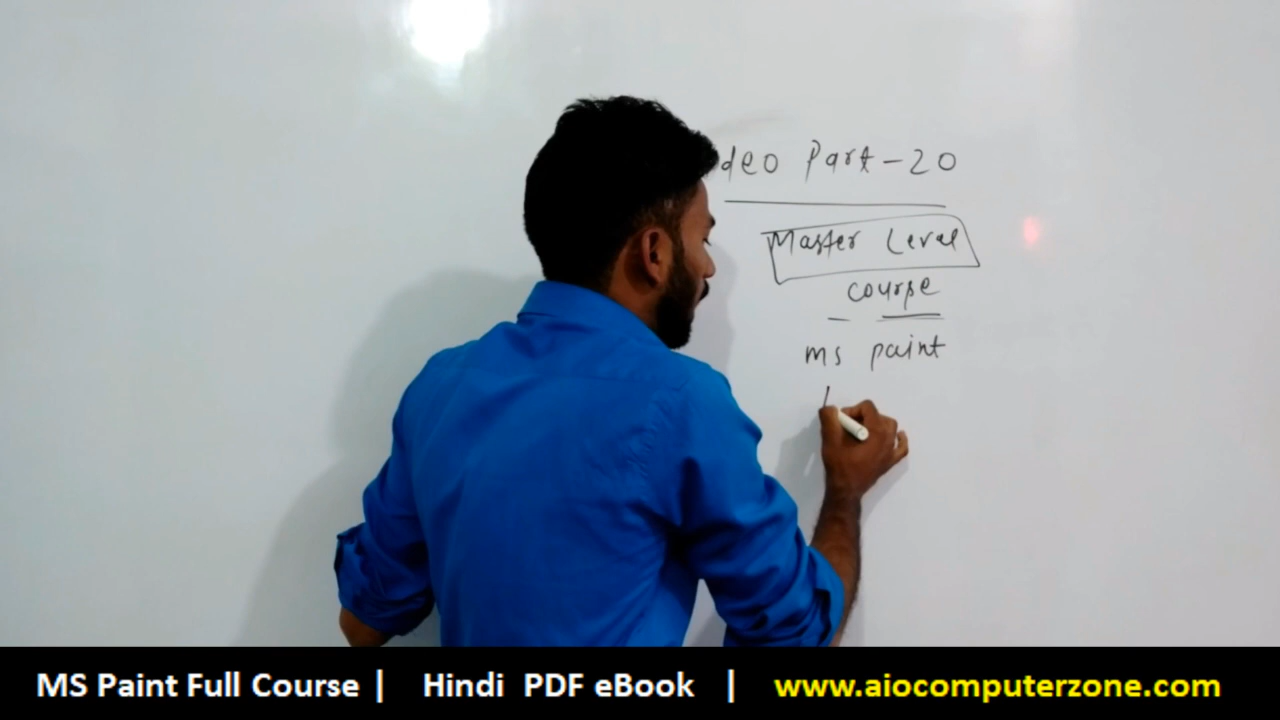 deo Part-20
Master Level
course
ms paint
MS Paint Full Course | Hindi PDF eBook | www.aiocomputerzone.com